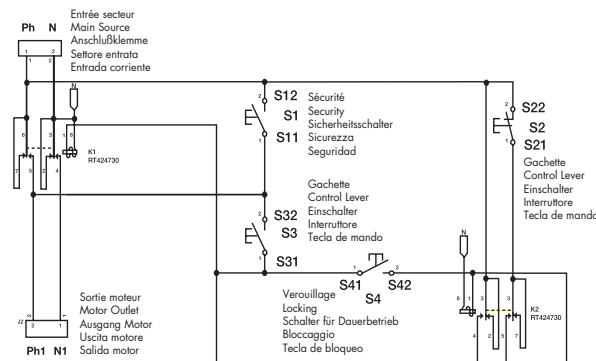 Entrée secteur
Ph N
Main Source
Anschlußklemme
1 2
Settore entrata
1 2
Entrada corriente
N
S12
Sécurité
S1
Security
Sicherheitsschalter
S11
Sicurezza
Seguridad
2
1
S22
S2
S21
2
1
Gachette
Control Lever
Einschalter
Interruttore
Tecla de mando
6 3 8 1
K1
RT424730
7 5 2 4
Gachette
S32
Control Lever
Einschalter
S3
Interruttore
Tecla de mando
S31
2
1
N
1 2
S41 S42
S4
Verouillage
Locking
Schalter für Dauerbetrieb
Bloccaggio
Tecla de bloqueo
8 1 3 3
K2
RT424730
4 2 5 7
Sortie moteur
2 1
Motor Outlet
J2
2 1
Ausgang Motor
Uscita motore
Ph1 N1
Salida motor